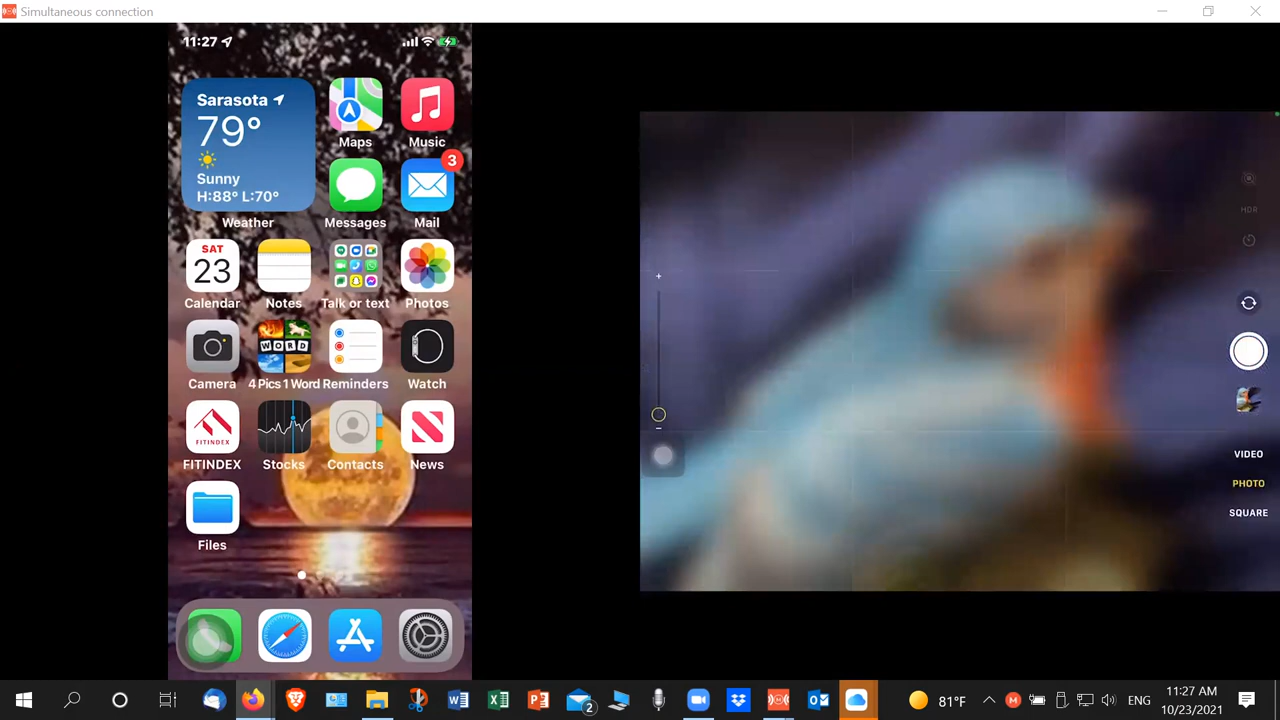 Simultaneous connection
11:27
Sarasota
79°
Sunny
H:88° L:70°
Weather
Maps
Music
3
Messages
Mail
SAT
23
Calendar
Notes
Talk or text
Photos
WORD
Camera
4 Pics 1 Word
Reminders
Watch
FITINDEX
FITINDEX
Stocks
Contacts
News
Files
HDR
VIDEO
PHOTO
SQUARE
2
81°F
ENG
11:27 AM
10/23/2021